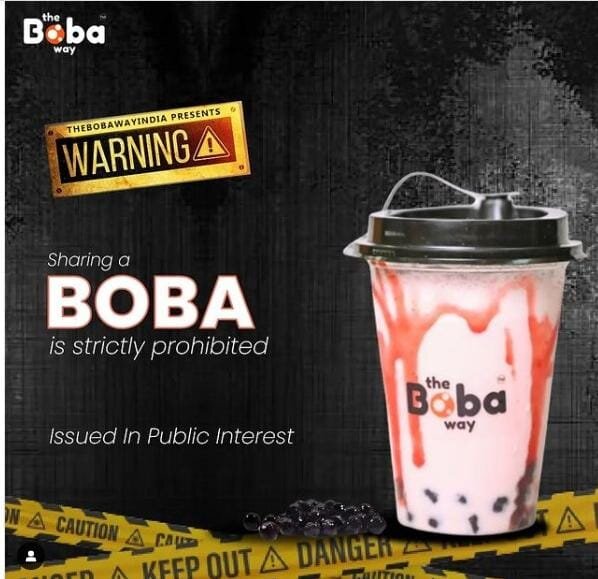 the
Boba™
way
THEBOBAWAYINDIA PRESENTS
WARNING
Sharing a
BOBA
is strictly prohibited
the
Boba
way
Issued In Public Interest
CAUTION
KEEP OUT
DANGER